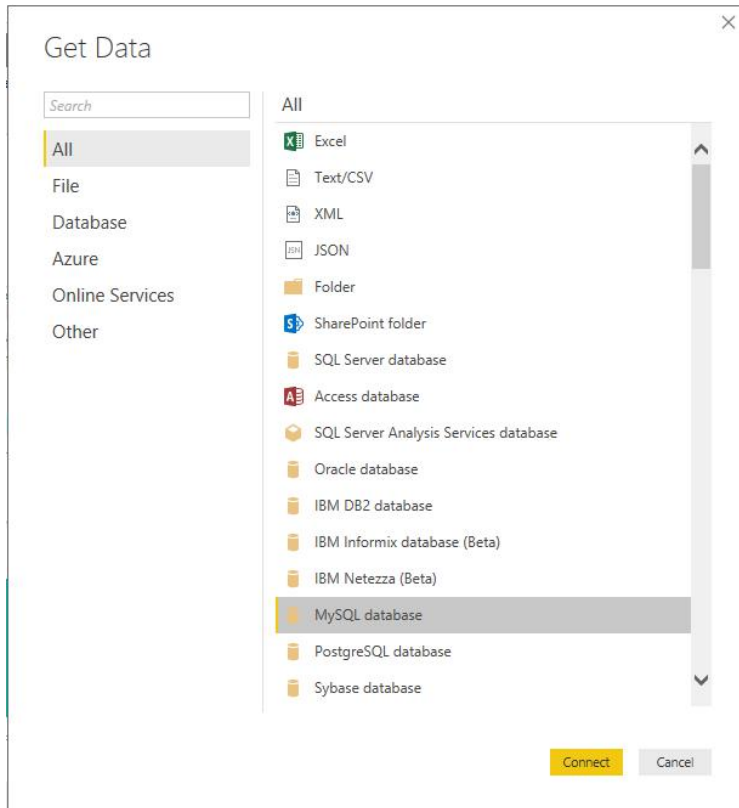 Get Data
Search
All
File
Database
Azure
Online Services
Other
All
Excel
Text/CSV
XML
JSON
Folder
SharePoint folder
SQL Server database
Access database
SQL Server Analysis Services database
Oracle database
IBM DB2 database
IBM Informix database (Beta)
IBM Netezza (Beta)
MySQL database
PostgreSQL database
Sybase database
Connect
Cancel